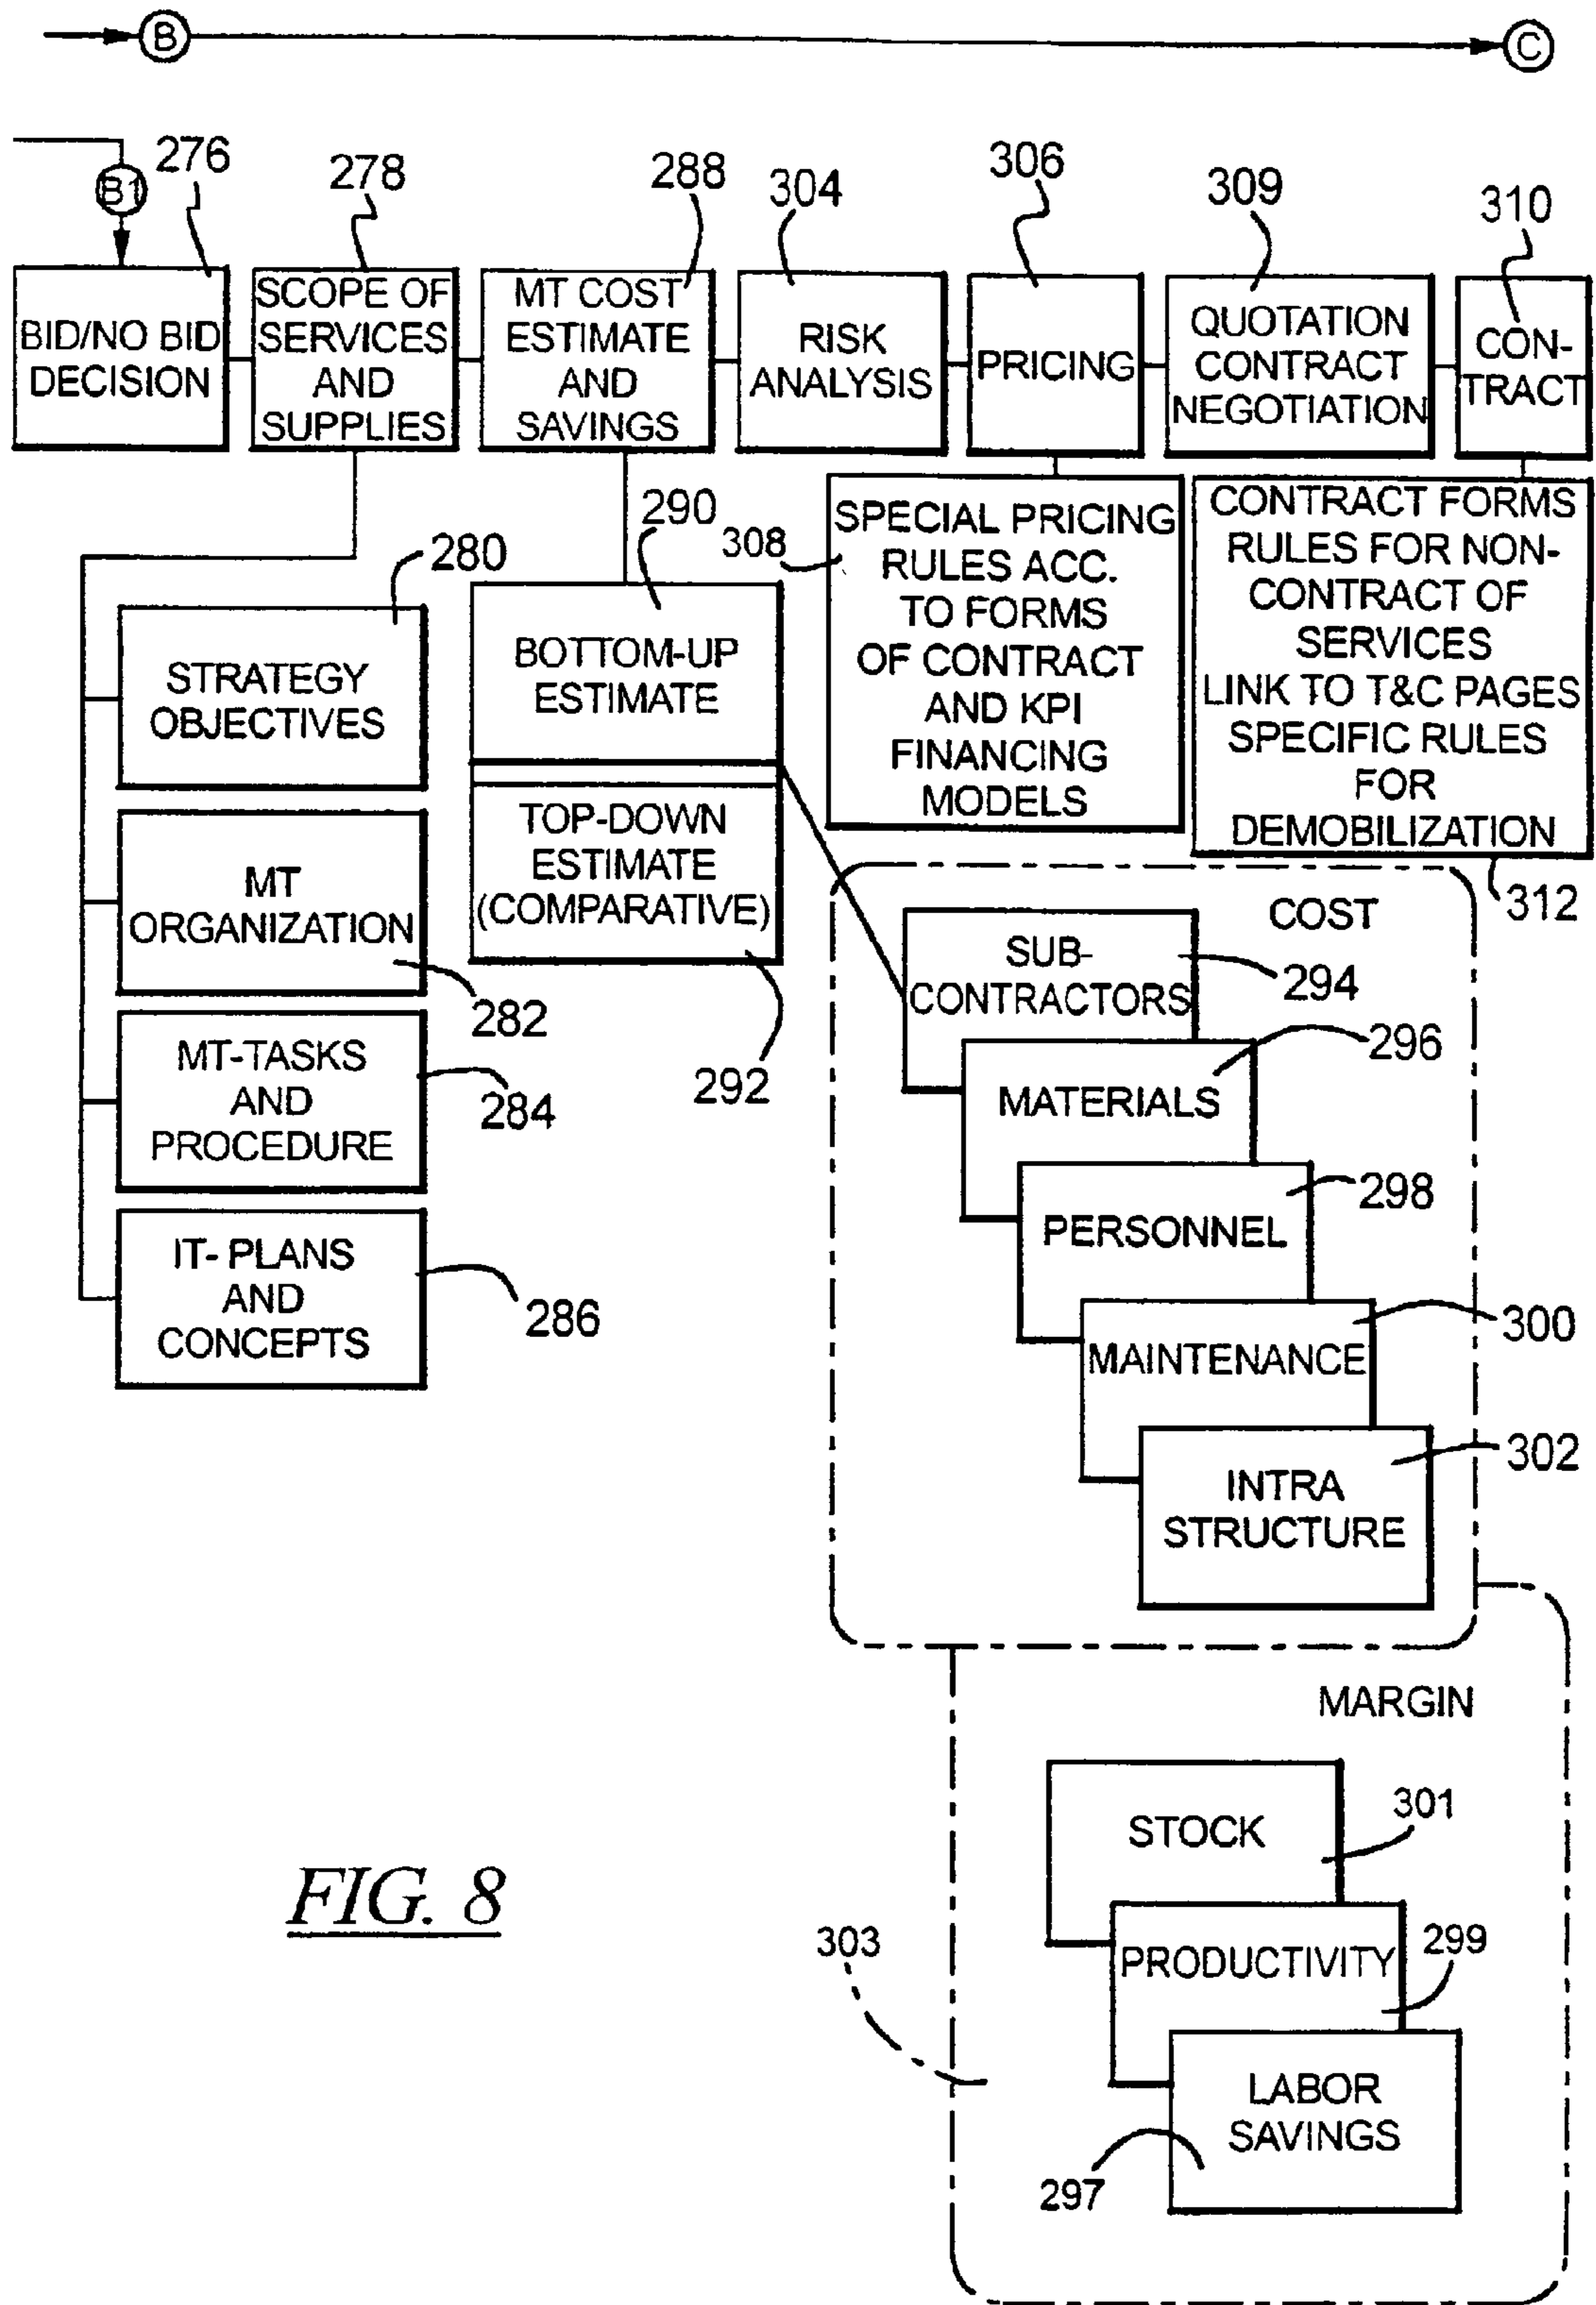 B
C
B1
276
278
288
304
306
309
310
BID/NO BID
DECISION
SCOPE OF
SERVICES
AND
SUPPLIES
MT COST
ESTIMATE
AND
SAVINGS
RISK
ANALYSIS
PRICING
QUOTATION
CONTRACT
NEGOTIATION
CON-
TRACT
280
STRATEGY
OBJECTIVES
MT
ORGANIZATION
282
MT-TASKS
AND
PROCEDURE
284
IT- PLANS
AND
CONCEPTS
286
290
BOTTOM-UP
ESTIMATE
TOP-DOWN
ESTIMATE
(COMPARATIVE)
292
308
SPECIAL PRICING
RULES ACC.
TO FORMS
OF CONTRACT
AND KPI
FINANCING
MODELS
CONTRACT FORMS
RULES FOR NON-
CONTRACT OF
SERVICES
LINK TO T&C PAGES
SPECIFIC RULES
FOR
DEMOBILIZATION
312
COST
SUB-
CONTRACTORS
294
MATERIALS
296
PERSONNEL
298
MAINTENANCE
300
INTRA
STRUCTURE
302
MARGIN
STOCK
301
PRODUCTIVITY
299
LABOR
SAVINGS
297
303
FIG. 8